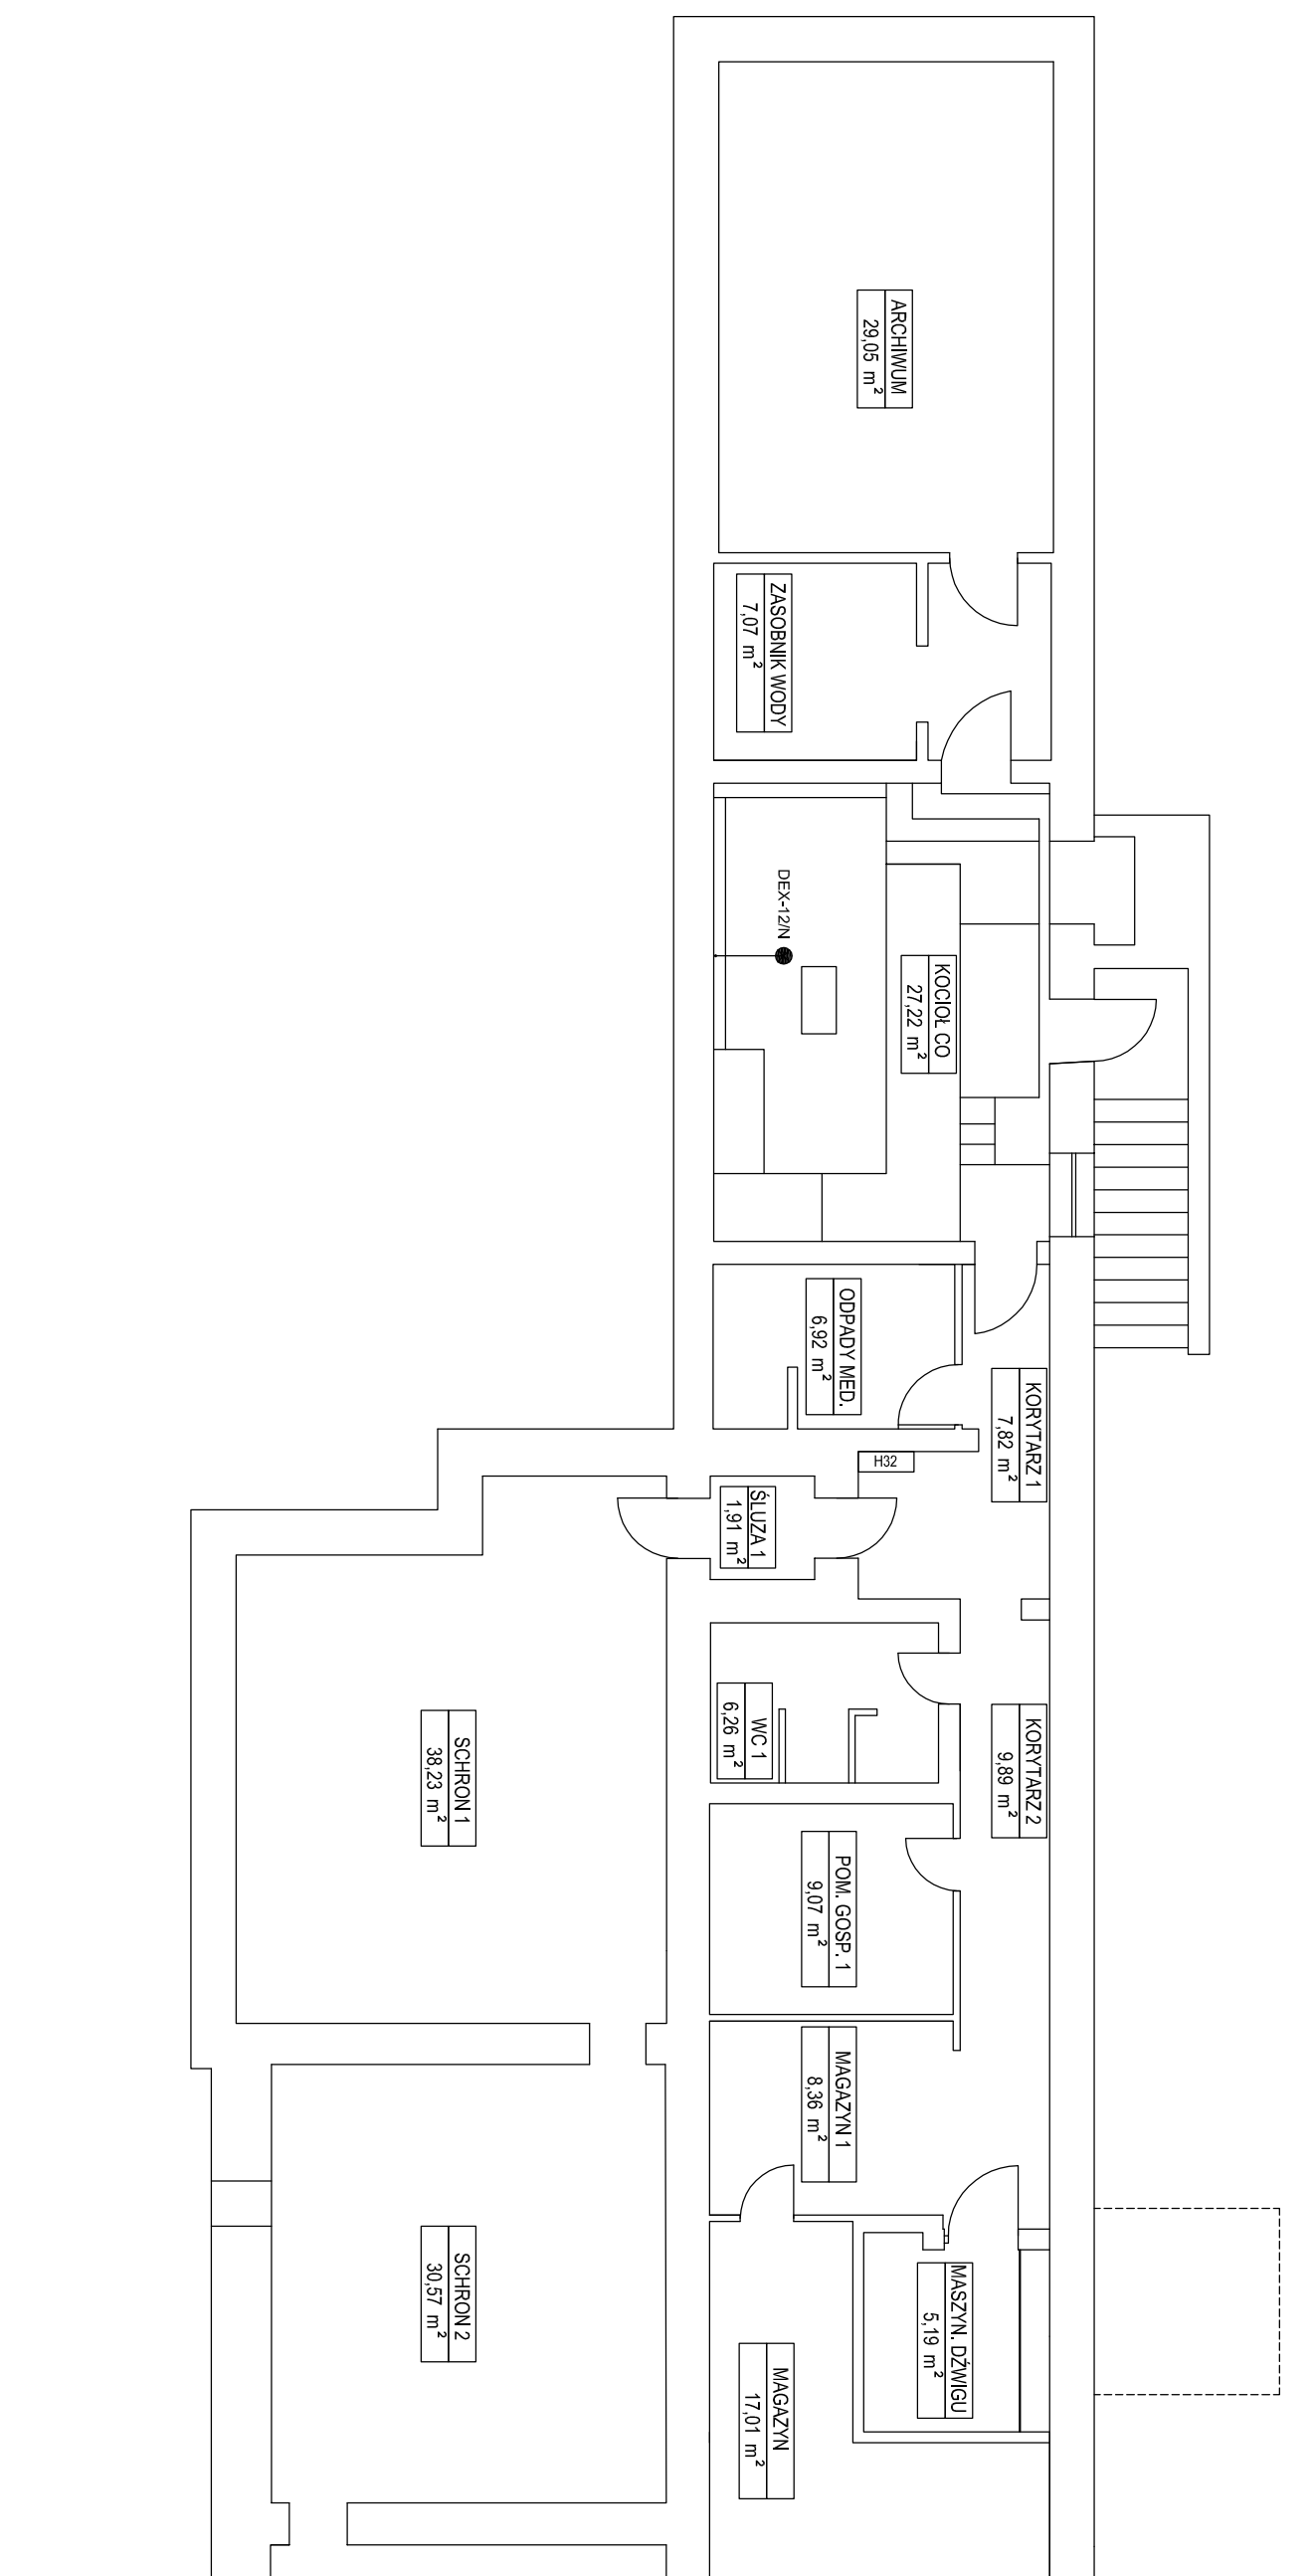 ARCHIWUM
29,05 m²
ZASOBNIK WODY
7,07 m²
DEX-12/N
KOCIOŁ CO
27,22 m²
ODPADY MED.
6,92 m²
KORYTARZ 1
7,82 m²
H32
ŚLUZA 1
1,91 m²
WC 1
6,26 m²
KORYTARZ 2
9,89 m²
SCHRON 1
38,23 m²
POM. GOSP. 1
9,07 m²
MAGAZYN 1
8,36 m²
SCHRON 2
30,57 m²
MASZYN. DŹWIGU
5,19 m²
MAGAZYN
17,01 m²